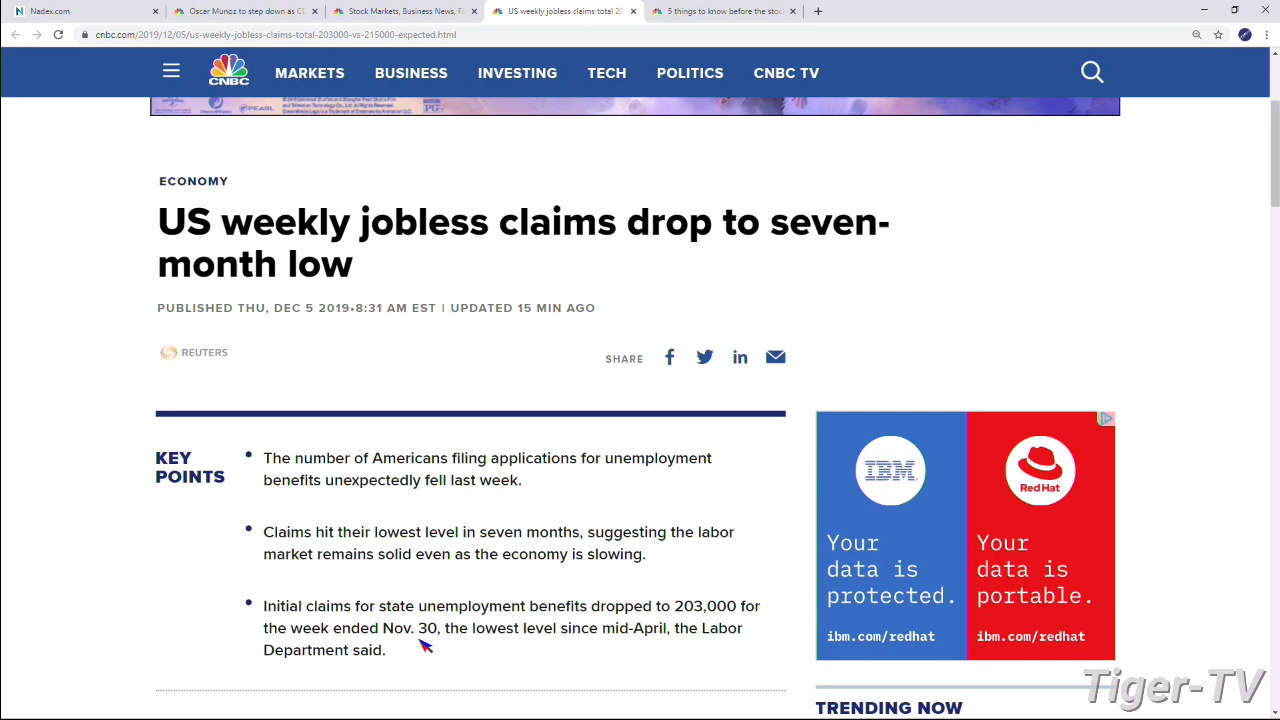 Nadex.com
Oscar Munoz to step down as CE
Stock Markets, Business News, Fi
US weekly jobless claims total 20
5 things to know before the stoc
cnbc.com/2019/12/05/us-weekly-jobless-claims-total-203000-vs-215000-expected.html
CNBC
MARKETS
BUSINESS
INVESTING
TECH
POLITICS
CNBC TV
PEARL
PG
ECONOMY
US weekly jobless claims drop to seven-
month low
PUBLISHED THU, DEC 5 2019•8:31 AM EST | UPDATED 15 MIN AGO
REUTERS
SHARE
KEY
POINTS
• The number of Americans filing applications for unemployment
benefits unexpectedly fell last week.
• Claims hit their lowest level in seven months, suggesting the labor
market remains solid even as the economy is slowing.
• Initial claims for state unemployment benefits dropped to 203,000 for
the week ended Nov. 30, the lowest level since mid-April, the Labor
Department said.
IBM
Your
data is
protected.
ibm.com/redhat
Red Hat
Your
data is
portable.
ibm.com/redhat
TRENDING NOW
Tiger-TV